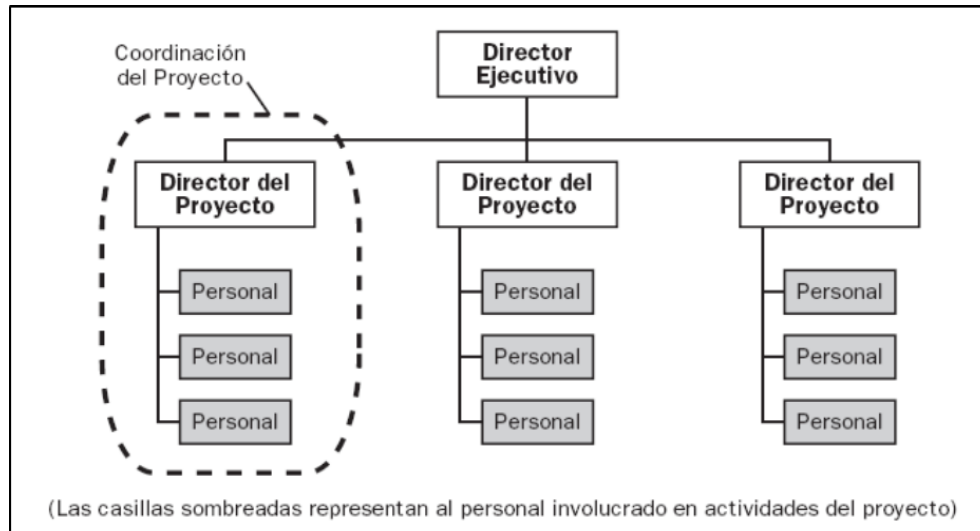 Coordinación
del Proyecto
Director
Ejecutivo
Director del
Proyecto
Director del
Proyecto
Director del
Proyecto
Personal
Personal
Personal
Personal
Personal
Personal
Personal
Personal
Personal
(Las casillas sombreadas representan al personal involucrado en actividades del proyecto)